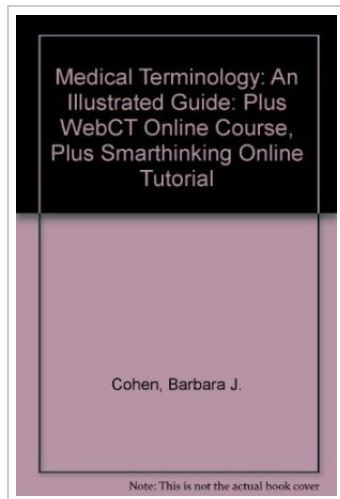 Medical Terminology: An
Illustrated Guide: Plus
WebCT Online Course,
Plus Smarthinking Online
Tutorial
Cohen, Barbara J.
Note: This is not the actual book cover